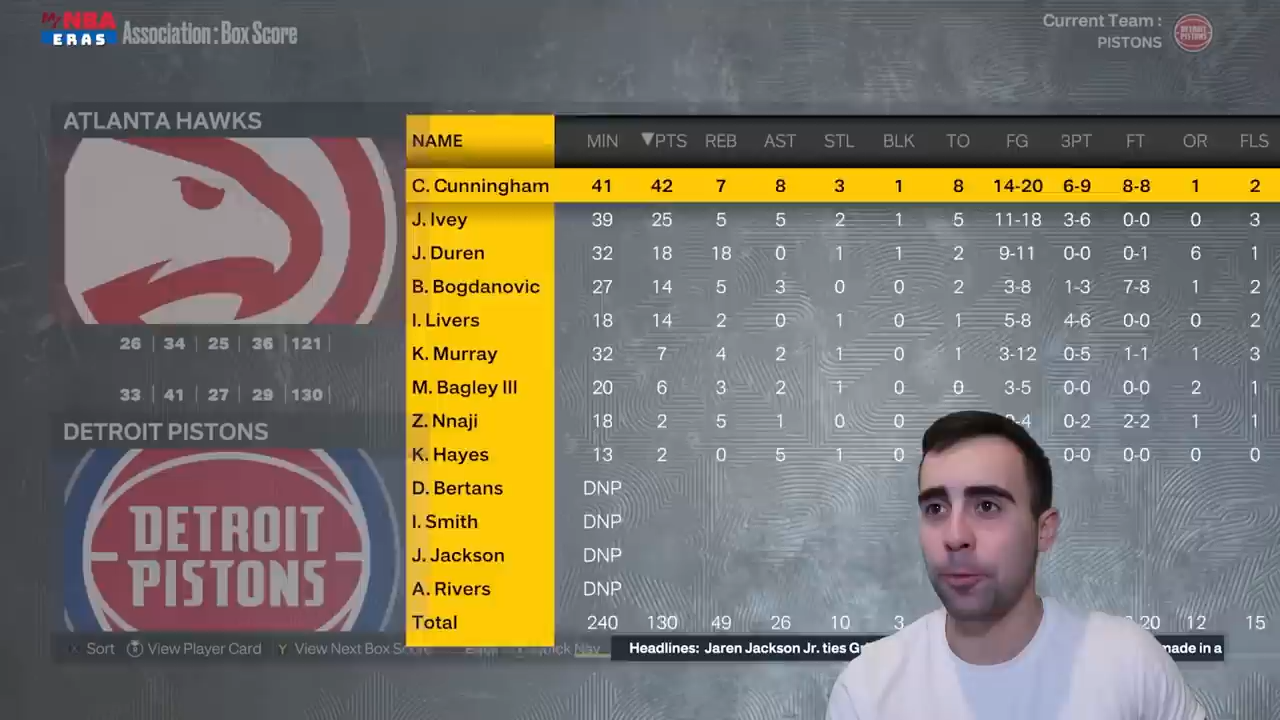 My NBA ERAS Association: Box Score
Current Team :
PISTONS
DETROIT PISTONS
ATLANTA HAWKS
26 34 25 36 121
33 41 27 29 130
DETROIT PISTONS
DETROIT
PISTONS
NAME MIN ▼PTS REB AST STL BLK TO FG 3PT FT OR FLS
C. Cunningham 41 42 7 8 3 1 8 14-20 6-9 8-8 1 2
J. Ivey 39 25 5 5 2 1 5 11-18 3-6 0-0 0 3
J. Duren 32 18 18 0 1 1 2 9-11 0-0 0-1 6 1
B. Bogdanovic 27 14 5 3 0 0 2 3-8 1-3 7-8 1 2
I. Livers 18 14 2 0 1 0 1 5-8 4-6 0-0 0 2
K. Murray 32 7 4 2 1 0 1 3-12 0-5 1-1 1 3
M. Bagley III 20 6 3 2 1 0 0 3-5 0-0 0-0 2 1
Z. Nnaji 18 2 5 1 0 0 -4 0-2 2-2 1 1
K. Hayes 13 2 0 5 1 0 0-0 0-0 0 0
D. Bertans DNP
I. Smith DNP
J. Jackson DNP
A. Rivers DNP
Total 240 130 49 26 10 3 20 12 15
X Sort View Player Card Y View Next Box Score
Headlines: Jaren Jackson Jr. ties made in a